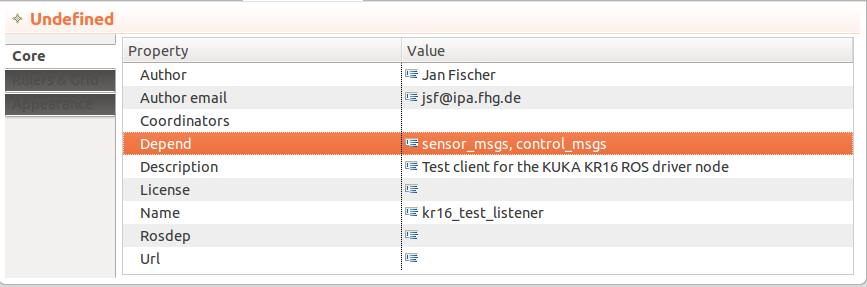 Undefined
Core
Rulers & Grid
Appearance
Property Value
Author Jan Fischer
Author email jsf@ipa.fhg.de
Coordinators
Depend sensor_msgs, control_msgs
Description Test client for the KUKA KR16 ROS driver node
License
Name kr16_test_listener
Rosdep
Url